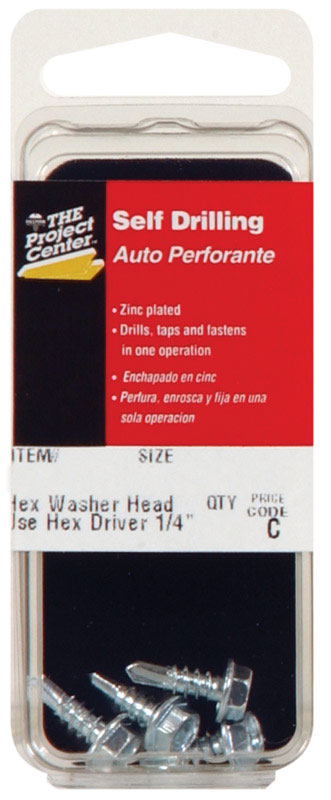 THE
Project
Center™
Self Drilling
Auto Perforante
• Zinc plated
• Drills, taps and fastens
in one operation
• Enchapado en cinc
• Perfura, enrosca y fija en una
sola operacion
ITEM# SIZE
Hex Washer Head QTY PRICE
Use Hex Driver 1/4" CODE
C